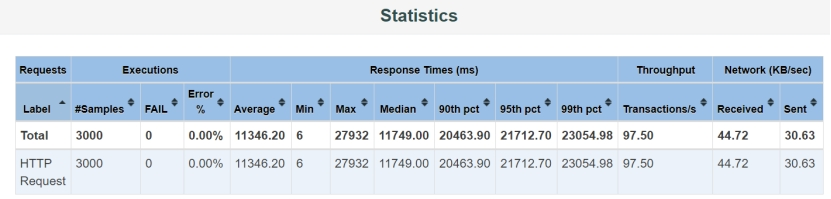 Statistics
Requests Executions Response Times (ms) Throughput Network (KB/sec)
Label #Samples FAIL Error % Average Min Max Median 90th pct 95th pct 99th pct Transactions/s Received Sent
Total 3000 0 0.00% 11346.20 6 27932 11749.00 20463.90 21712.70 23054.98 97.50 44.72 30.63
HTTP Request 3000 0 0.00% 11346.20 6 27932 11749.00 20463.90 21712.70 23054.98 97.50 44.72 30.63